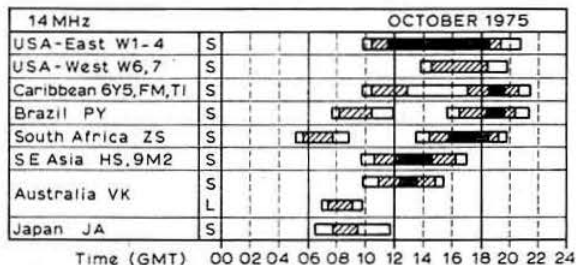 14MHz OCTOBER 1975
USA-East W1-4 S
USA-West W6,7 S
Caribbean 6Y5,FM,TI S
Brazil PY S
South Africa ZS S
SE Asia HS,9M2 S
Australia VK S
L
Japan JA S
Time (GMT) 00 02 04 06 08 10 12 14 16 18 20 22 24